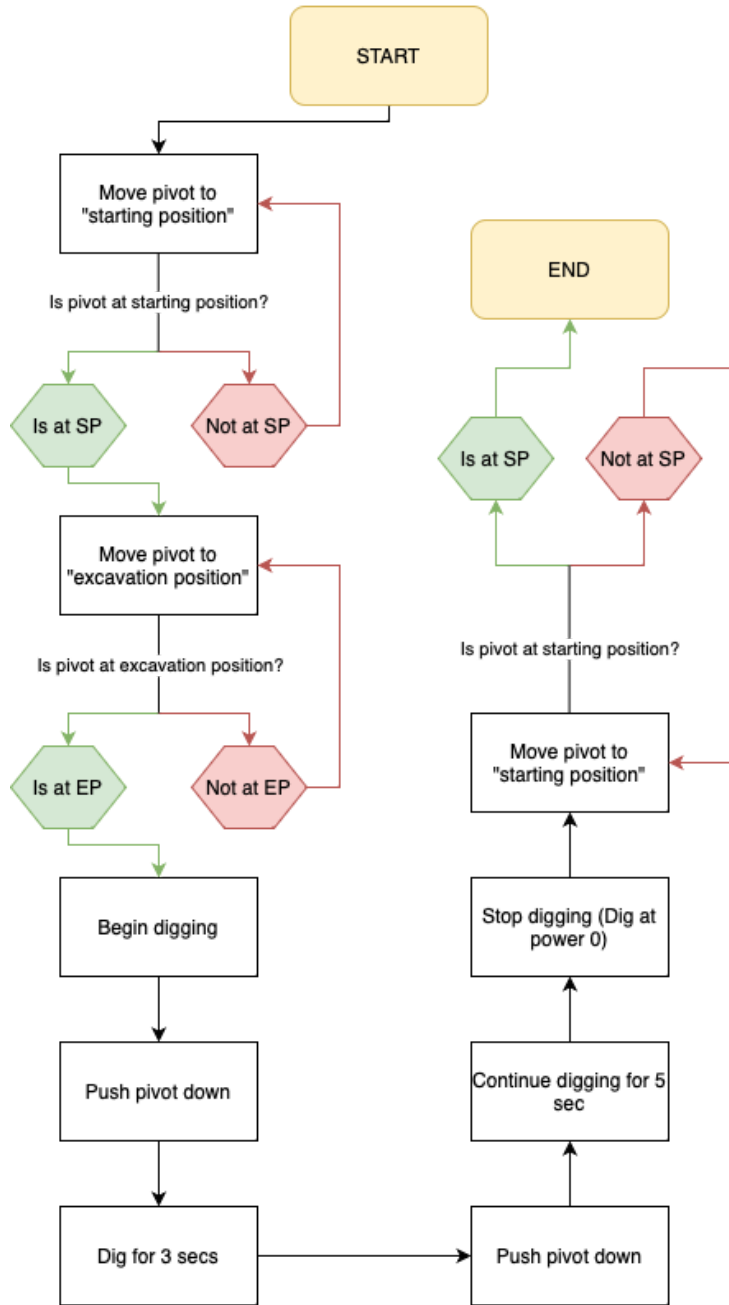 START
Move pivot to
"starting position"
Is pivot at starting position?
Is at SP
Not at SP
Move pivot to
"excavation position"
Is pivot at excavation position?
Is at EP
Not at EP
Begin digging
Push pivot down
Dig for 3 secs
Push pivot down
Continue digging for 5
sec
Stop digging (Dig at
power 0)
Move pivot to
"starting position"
Is pivot at starting position?
Is at SP
Not at SP
END